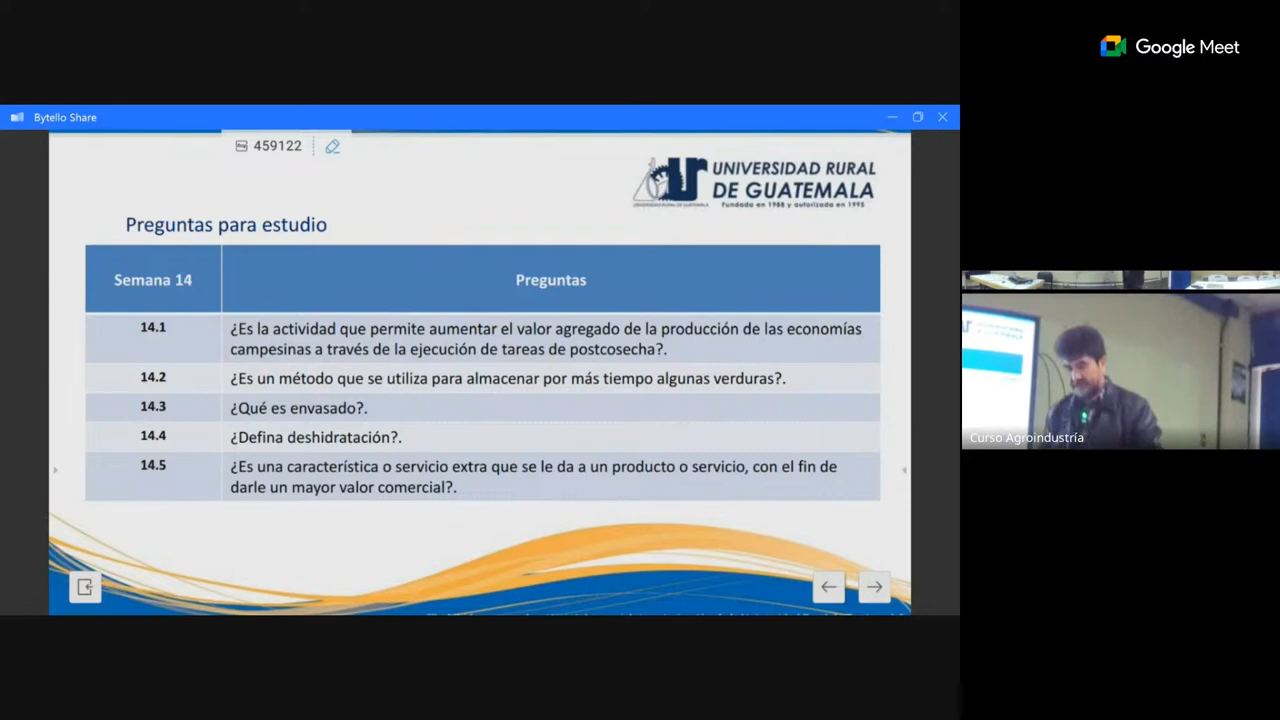 Google Meet
Bytello Share
459122
UNIVERSIDAD RURAL
DE GUATEMALA
Fundada en 1988 y autorizada en 1995
Preguntas para estudio
Semana 14 Preguntas
14.1 ¿Es la actividad que permite aumentar el valor agregado de la producción de las economías
campesinas a través de la ejecución de tareas de postcosecha?.
14.2 ¿Es un método que se utiliza para almacenar por más tiempo algunas verduras?.
14.3 ¿Qué es envasado?.
14.4 ¿Defina deshidratación?.
14.5 ¿Es una característica o servicio extra que se le da a un producto o servicio, con el fin de
darle un mayor valor comercial?.
Curso Agroindustría